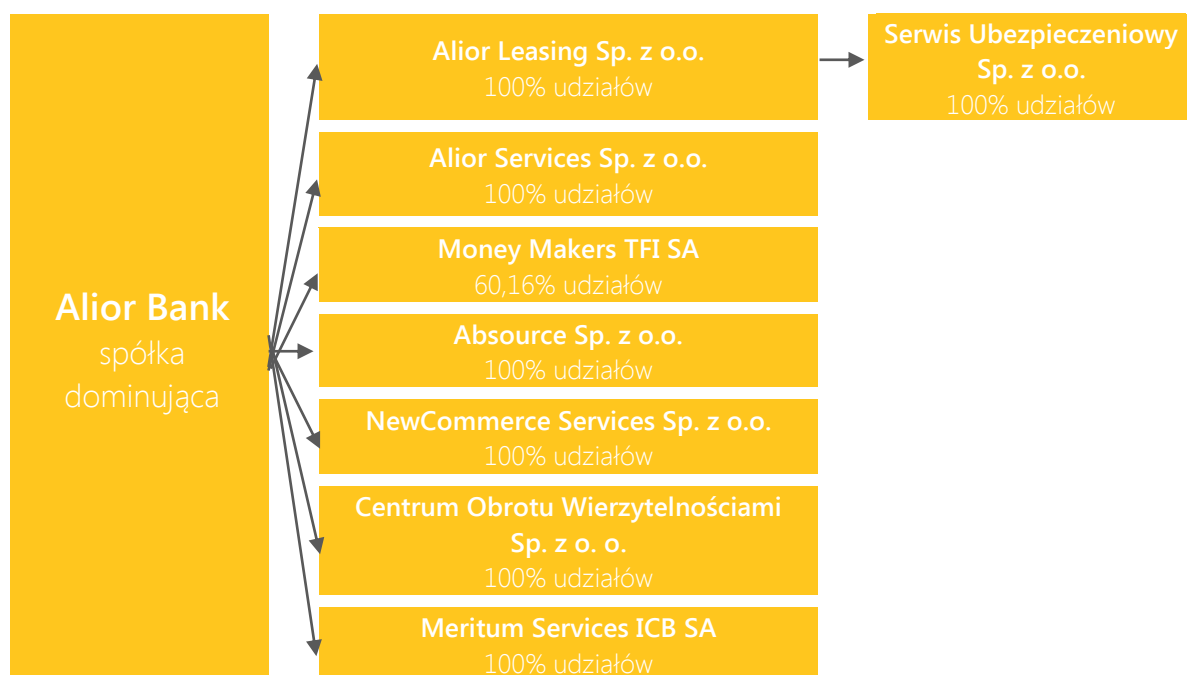 Alior Bank
spółka
dominująca
Alior Leasing Sp. z o.o.
100% udziałów
Serwis Ubezpieczeniowy
Sp. z o.o.
100% udziałów
Alior Services Sp. z o.o.
100% udziałów
Money Makers TFI SA
60,16% udziałów
Absource Sp. z o.o.
100% udziałów
NewCommerce Services Sp. z o.o.
100% udziałów
Centrum Obrotu Wierzytelnościami
Sp. z o. o.
100% udziałów
Meritum Services ICB SA
100% udziałów